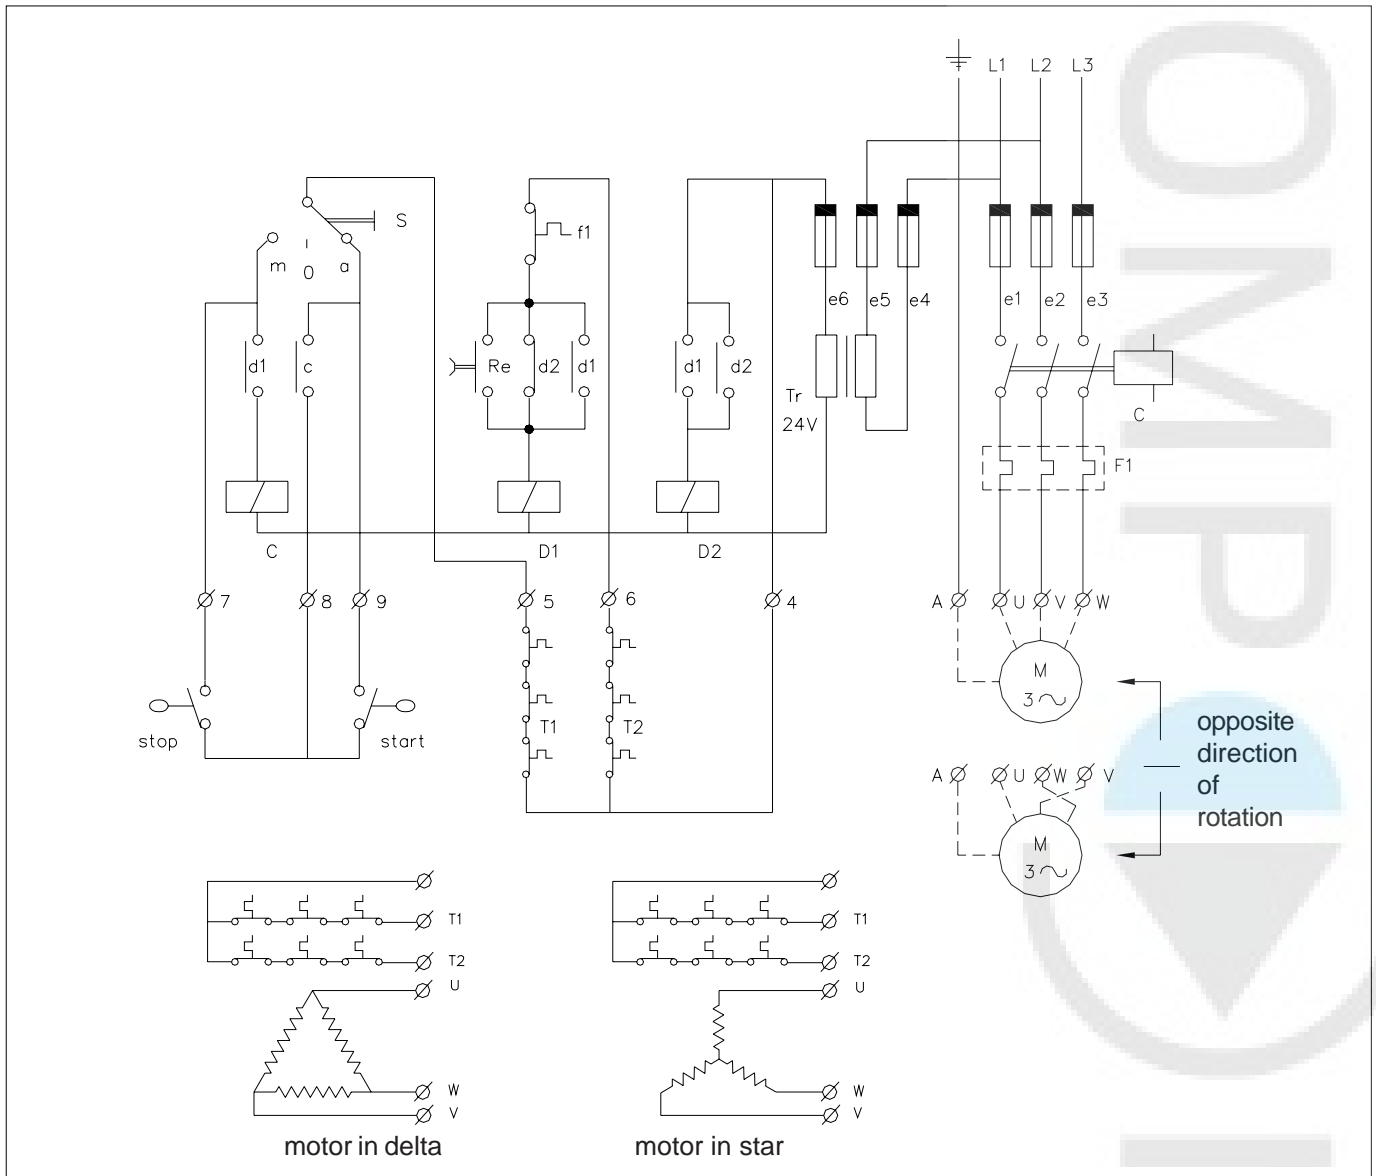 L1 L2 L3
S
m 0 a
f1
e6 e5 e4 e1 e2 e3
d1 c Re d2 d1 d1 d2
Tr
24V
C
F1
C D1 D2
7 8 9 5 6 4 A U V W
M
3
T1 T2
stop start
opposite
direction
of
rotation
A U W V
M
3
T1 T1
T2 T2
U U
W W
V V
motor in delta motor in star
OMPI